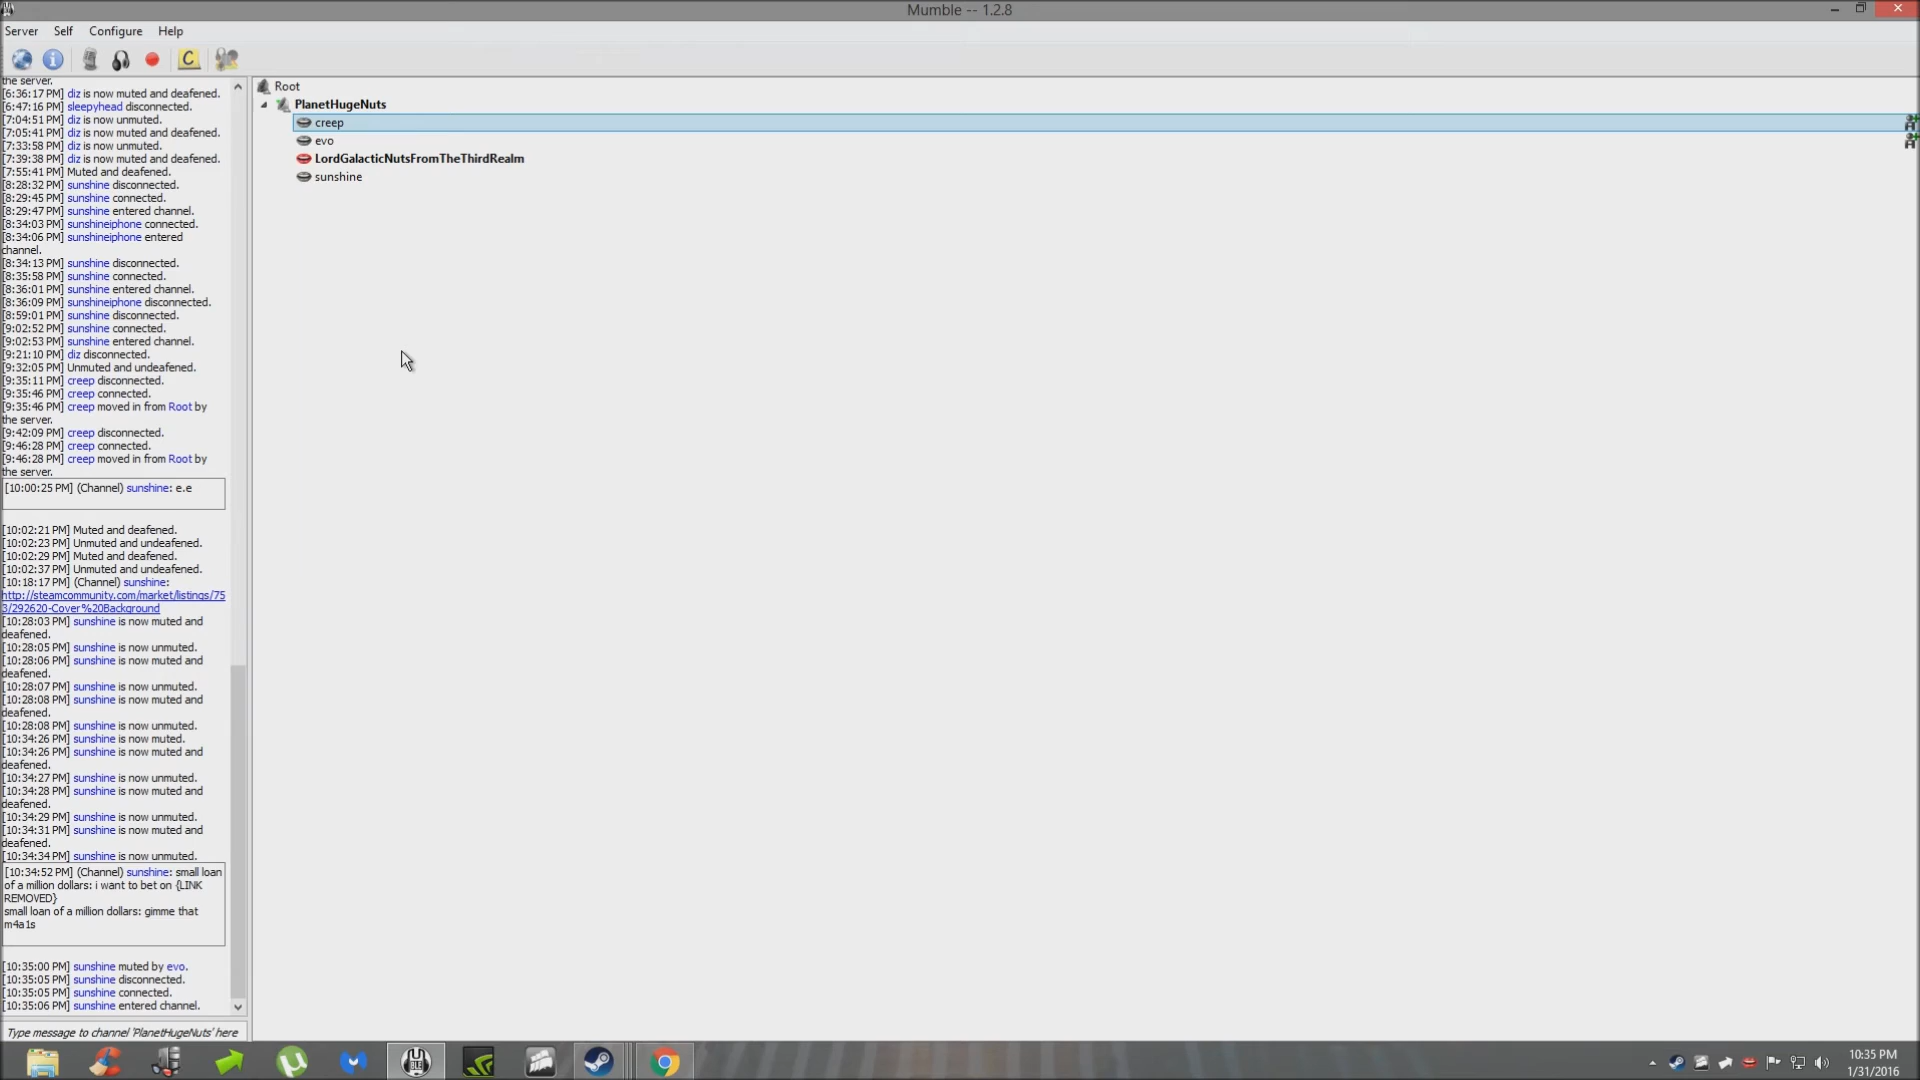 Mumble -- 1.2.8
Server Self Configure Help
the server.
[6:36:17 PM] diz is now muted and deafened.
[6:47:16 PM] sleepyhead disconnected.
[7:04:51 PM] diz is now unmuted.
[7:05:41 PM] diz is now muted and deafened.
[7:33:58 PM] diz is now unmuted.
[7:39:38 PM] diz is now muted and deafened.
[7:55:41 PM] Muted and deafened.
[8:28:32 PM] sunshine disconnected.
[8:29:45 PM] sunshine connected.
[8:29:47 PM] sunshine entered channel.
[8:34:03 PM] sunshineiphone connected.
[8:34:06 PM] sunshineiphone entered
channel.
[8:34:13 PM] sunshine disconnected.
[8:35:58 PM] sunshine connected.
[8:36:01 PM] sunshine entered channel.
[8:36:09 PM] sunshineiphone disconnected.
[8:59:01 PM] sunshine disconnected.
[9:02:52 PM] sunshine connected.
[9:02:53 PM] sunshine entered channel.
[9:21:10 PM] diz disconnected.
[9:32:05 PM] Unmuted and undeafened.
[9:35:11 PM] creep disconnected.
[9:35:46 PM] creep connected.
[9:35:46 PM] creep moved in from Root by
the server.
[9:42:09 PM] creep disconnected.
[9:46:28 PM] creep connected.
[9:46:28 PM] creep moved in from Root by
the server.
[10:00:25 PM] (Channel) sunshine: e.e
[10:02:21 PM] Muted and deafened.
[10:02:23 PM] Unmuted and undeafened.
[10:02:29 PM] Muted and deafened.
[10:02:37 PM] Unmuted and undeafened.
[10:18:17 PM] (Channel) sunshine:
http://steamcommunity.com/market/listings/75
3/292620-Cover%20Background
[10:28:03 PM] sunshine is now muted and
deafened.
[10:28:05 PM] sunshine is now unmuted.
[10:28:06 PM] sunshine is now muted and
deafened.
[10:28:07 PM] sunshine is now unmuted.
[10:28:08 PM] sunshine is now muted and
deafened.
[10:28:08 PM] sunshine is now unmuted.
[10:34:26 PM] sunshine is now muted.
[10:34:26 PM] sunshine is now muted and
deafened.
[10:34:27 PM] sunshine is now unmuted.
[10:34:28 PM] sunshine is now muted and
deafened.
[10:34:29 PM] sunshine is now unmuted.
[10:34:31 PM] sunshine is now muted and
deafened.
[10:34:34 PM] sunshine is now unmuted.
[10:34:52 PM] (Channel) sunshine: small loan
of a million dollars: i want to bet on {LINK
REMOVED}
small loan of a million dollars: gimme that
m4a1s
[10:35:00 PM] sunshine muted by evo.
[10:35:05 PM] sunshine disconnected.
[10:35:05 PM] sunshine connected.
[10:35:06 PM] sunshine entered channel.
Type message to channel 'PlanetHugeNuts' here
Root
PlanetHugeNuts
creep
evo
LordGalacticNutsFromTheThirdRealm
sunshine
10:35 PM
1/31/2016